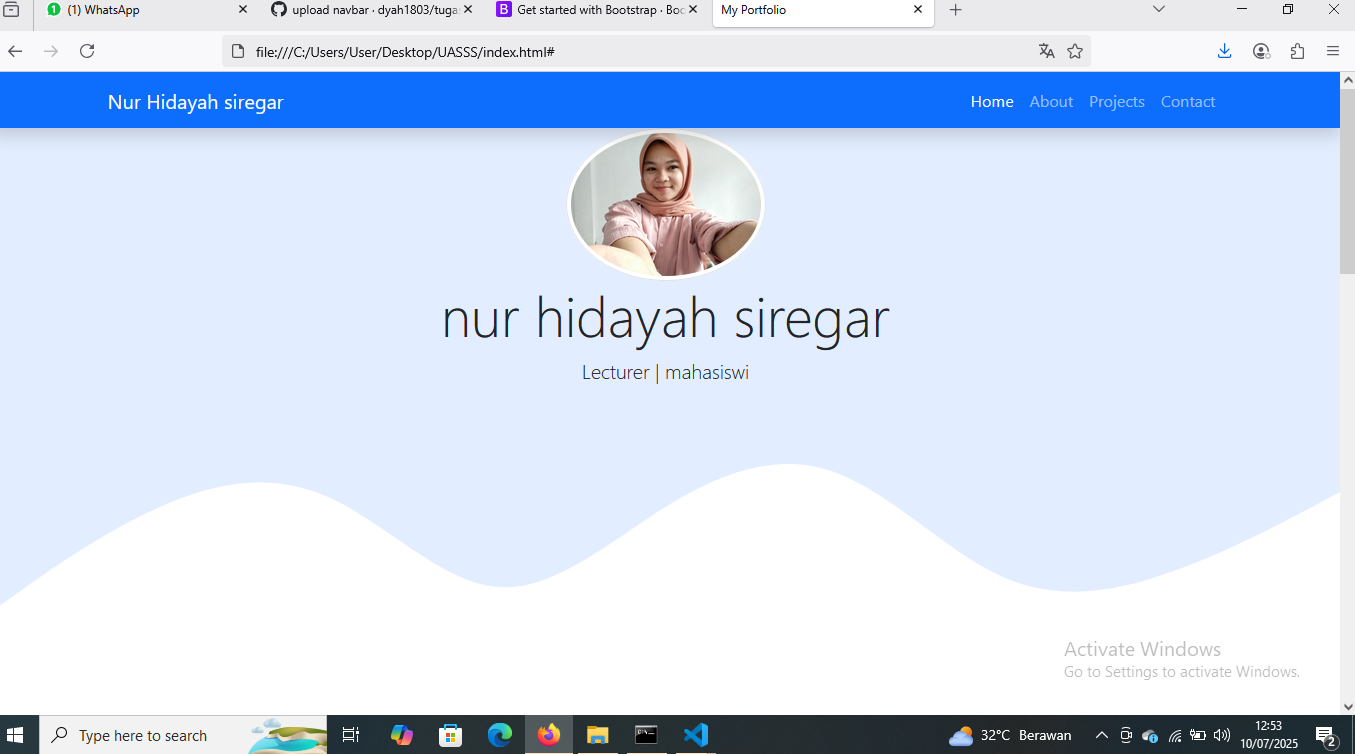 (1) WhatsApp
upload navbar · dyah1803/tuga
Get started with Bootstrap · Boo
My Portfolio
file:///C:/Users/User/Desktop/UASSS/index.html#
Nur Hidayah siregar
Home About Projects Contact
nur hidayah siregar
Lecturer | mahasiswi
Activate Windows
Go to Settings to activate Windows.
Type here to search
32°C Berawan
12:53
10/07/2025
2